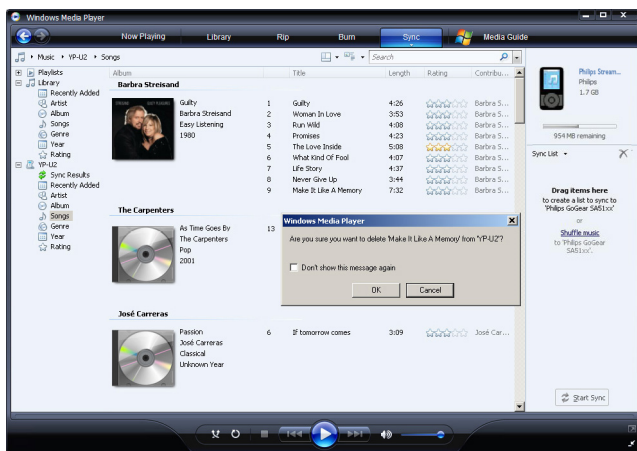 Windows Media Player
Now Playing Library Rip Burn Sync Media Guide
Music YP-U2 Songs Search
Playlists
Library
Recently Added
Artist
Album
Songs
Genre
Year
Rating
YP-U2
Sync Results
Recently Added
Artist
Album
Songs
Genre
Year
Rating
Album Title Length Rating Contribu...
Barbra Streisand
Guilty
Barbra Streisand
Easy Listening
1980
1 Guilty 4:26 Barbra S...
2 Woman In Love 3:53 Barbra S...
3 Run Wild 4:08 Barbra S...
4 Promises 4:23 Barbra S...
5 The Love Inside 5:08 Barbra S...
6 What Kind Of Fool 4:07 Barbra S...
7 Life Story 4:37 Barbra S...
8 Never Give Up 3:44 Barbra S...
9 Make It Like A Memory 7:32 Barbra S...
The Carpenters
As Time Goes By
The Carpenters
Pop
2001
13
Windows Media Player
Are you sure you want to delete 'Make It Like A Memory' from 'YP-U2'?
Don't show this message again
OK Cancel
José Carreras
Passion
José Carreras
Classical
Unknown Year
6 If tomorrow comes 3:09 José Car...
Philips Stream...
Philips
1.7 GB
954 MB remaining
Sync List
Drag items here
to create a list to sync to
'Philips GoGear SA51xx'
or
Shuffle music
to 'Philips GoGear
SA51xx'.
Start Sync